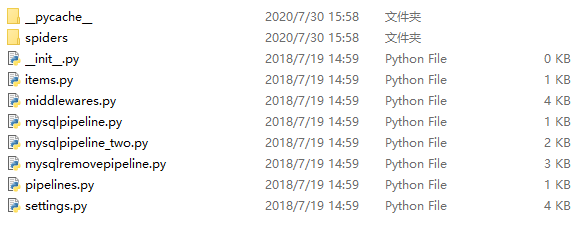 __pycache__ 2020/7/30 15:58 文件夹
spiders 2020/7/30 15:58 文件夹
__init__.py 2018/7/19 14:59 Python File 0 KB
items.py 2018/7/19 14:59 Python File 1 KB
middlewares.py 2018/7/19 14:59 Python File 4 KB
mysqlpipeline.py 2018/7/19 14:59 Python File 1 KB
mysqlpipeline_two.py 2018/7/19 14:59 Python File 2 KB
mysqlremovepipeline.py 2018/7/19 14:59 Python File 3 KB
pipelines.py 2018/7/19 14:59 Python File 1 KB
settings.py 2018/7/19 14:59 Python File 4 KB